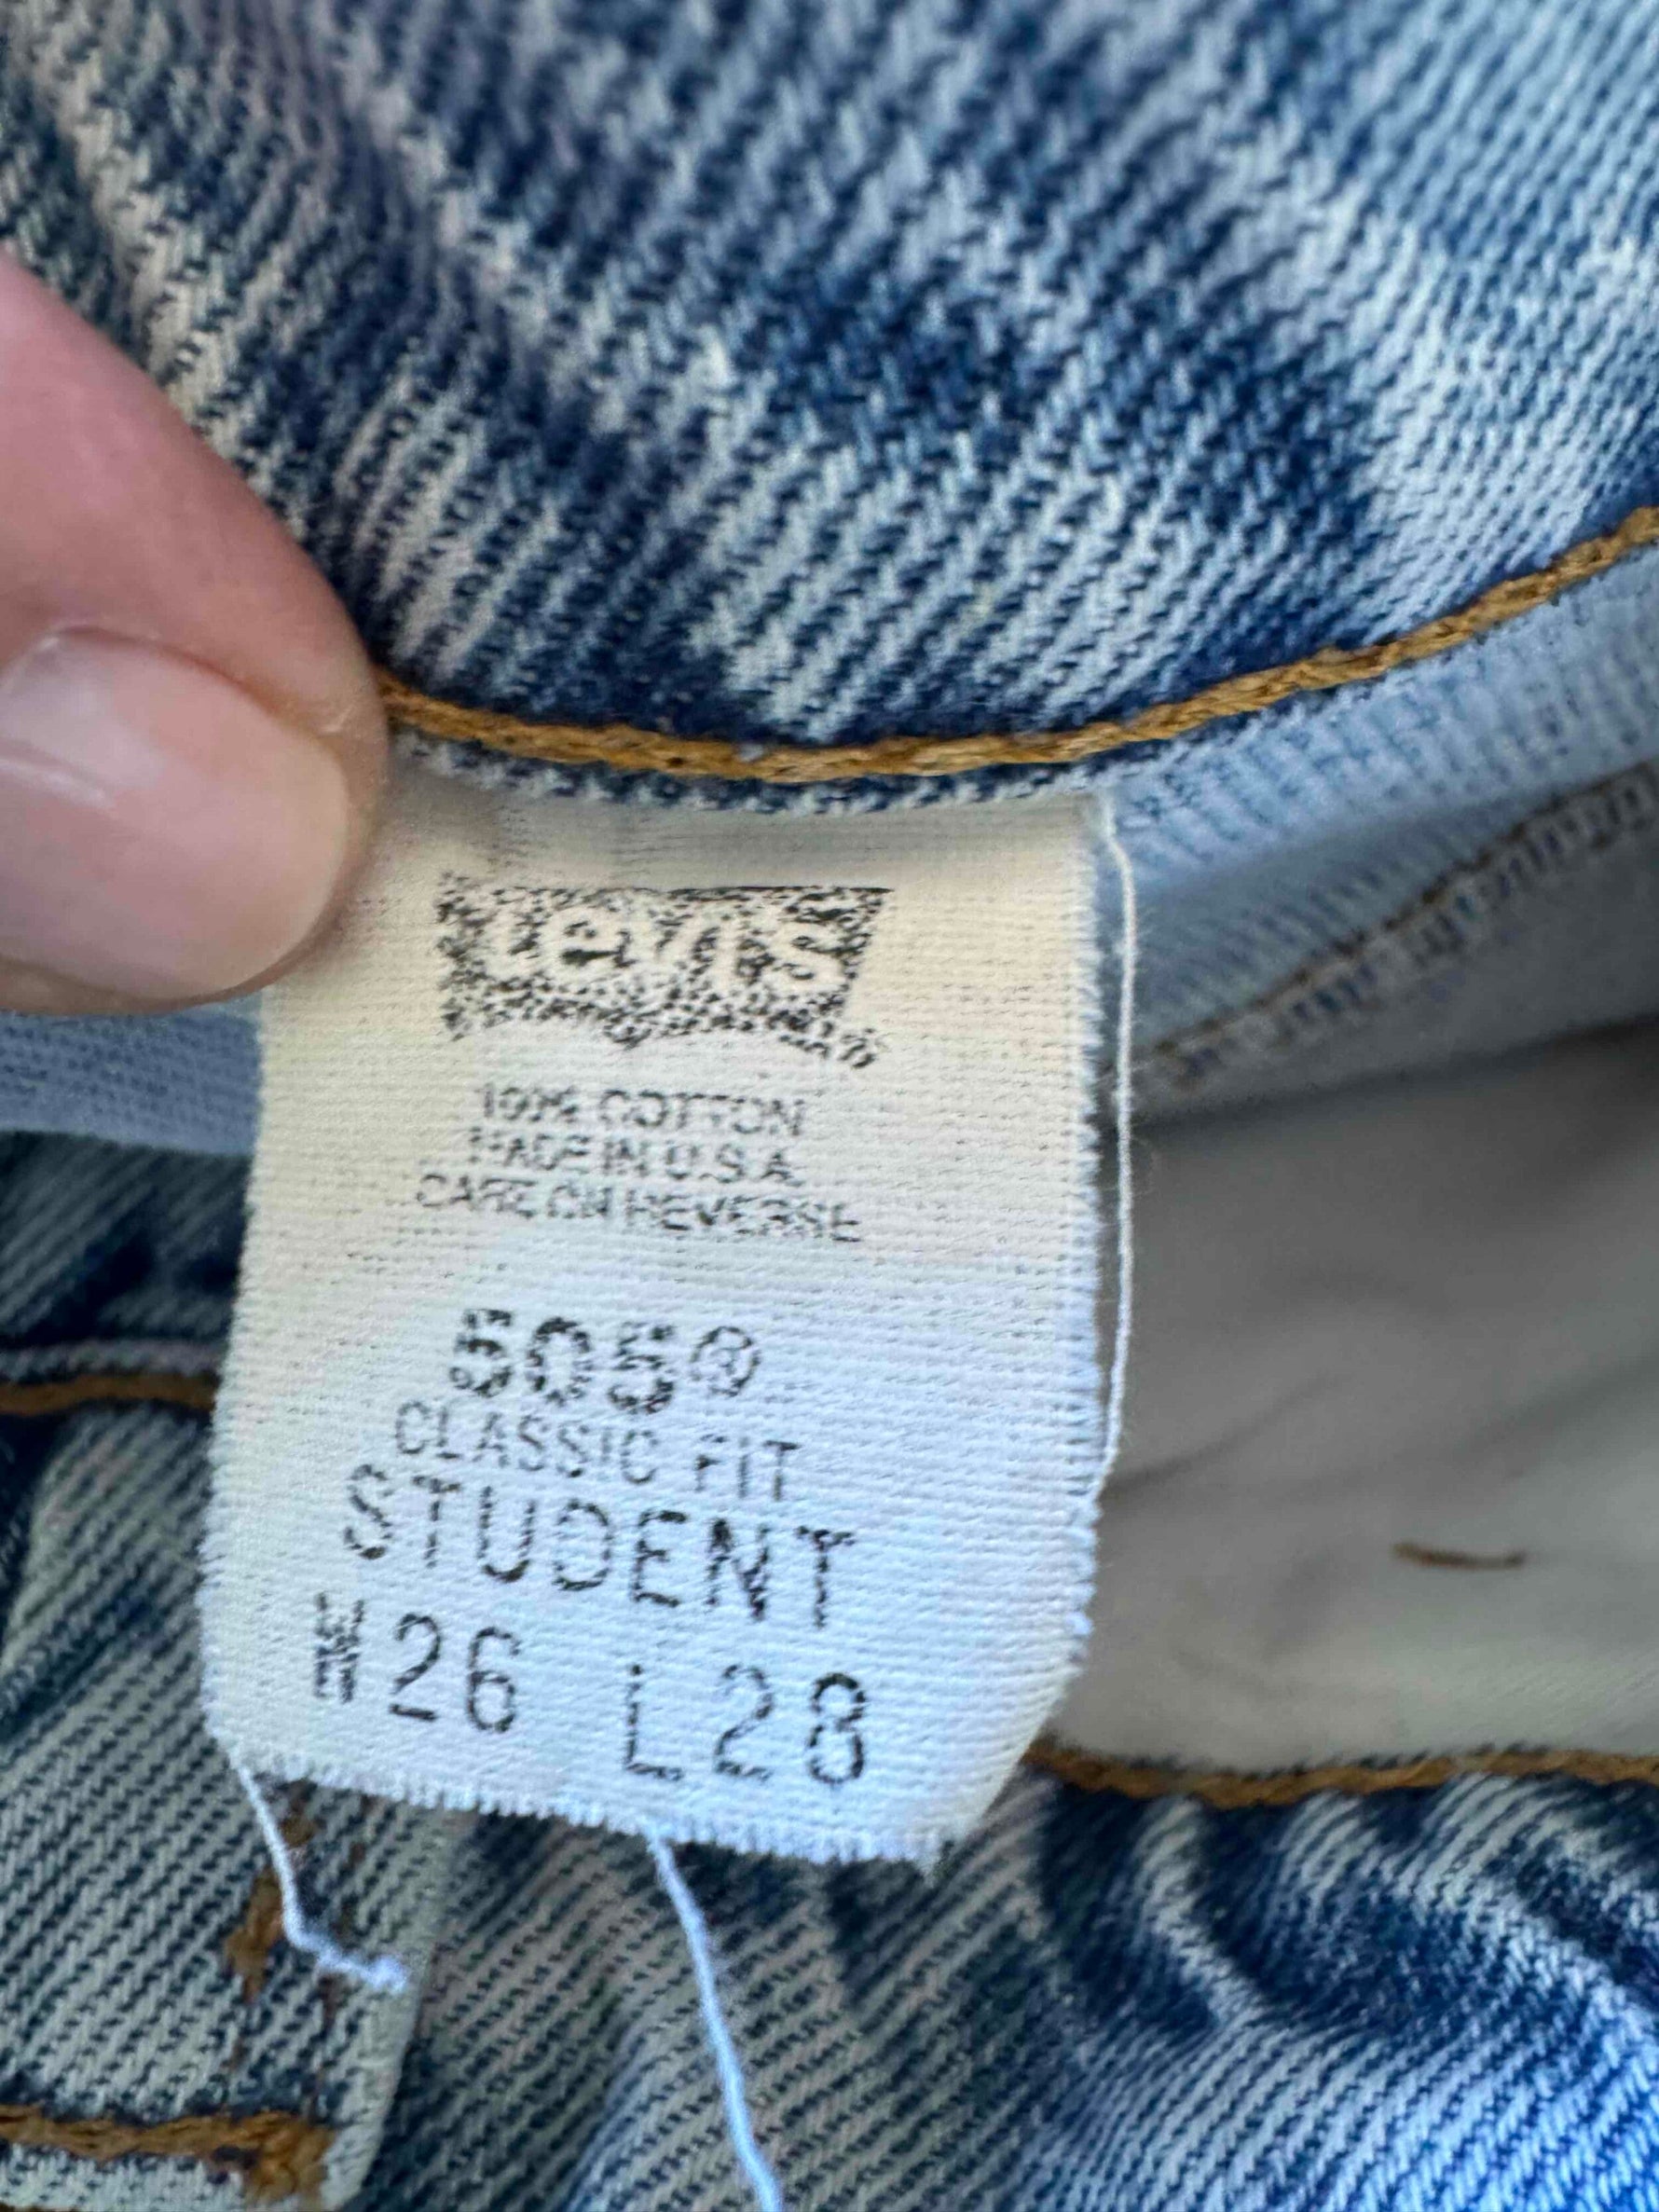 Levi's
100% COTTON
MADE IN U.S.A
CARE ON REVERSE
505®
CLASSIC FIT
STUDENT
W26 L28